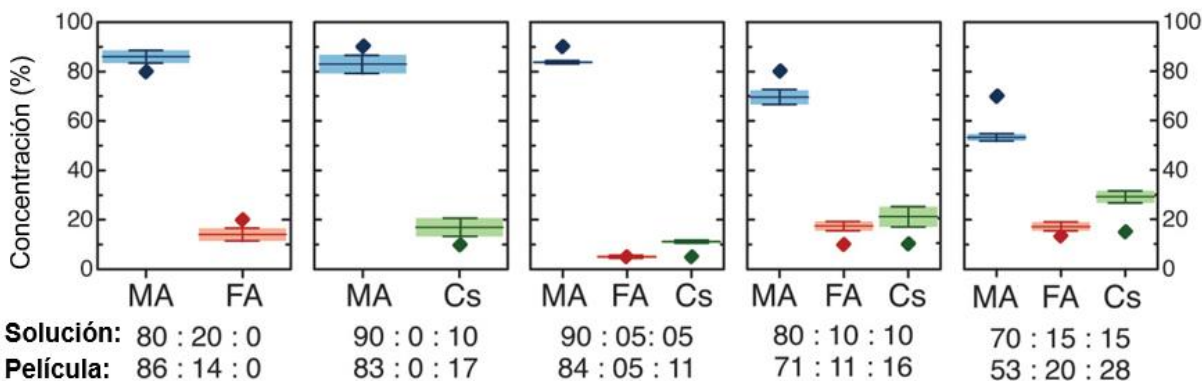 100
100
80
80
60
60
40
40
20
20
0
0
Concentración (%)
MA FA
MA Cs
MA FA Cs
MA FA Cs
MA FA Cs
Solución: 80 : 20 : 0 90 : 0 : 10 90 : 05: 05 80 : 10 : 10 70 : 15 : 15
Película: 86 : 14 : 0 83 : 0 : 17 84 : 05 : 11 71 : 11 : 16 53 : 20 : 28